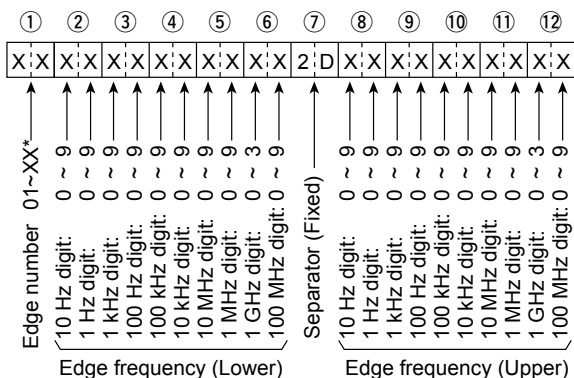 ① ② ③ ④ ⑤ ⑥ ⑦ ⑧ ⑨ ⑩ ⑪ ⑫
X X X X X X X X X X X X 2 D X X X X X X X X X X
Edge number 01~XX*
10 Hz digit: 0 ~ 9
1 Hz digit: 0 ~ 9
1 kHz digit: 0 ~ 9
100 Hz digit: 0 ~ 9
100 kHz digit: 0 ~ 9
10 kHz digit: 0 ~ 9
10 MHz digit: 0 ~ 9
1 MHz digit: 0 ~ 9
1 GHz digit: 0 ~ 3
100 MHz digit: 0 ~ 9
Separator (Fixed)
10 Hz digit: 0 ~ 9
1 Hz digit: 0 ~ 9
1 kHz digit: 0 ~ 9
100 Hz digit: 0 ~ 9
100 kHz digit: 0 ~ 9
10 kHz digit: 0 ~ 9
10 MHz digit: 0 ~ 9
1 MHz digit: 0 ~ 9
1 GHz digit: 0 ~ 3
100 MHz digit: 0 ~ 9
Edge frequency (Lower)
Edge frequency (Upper)